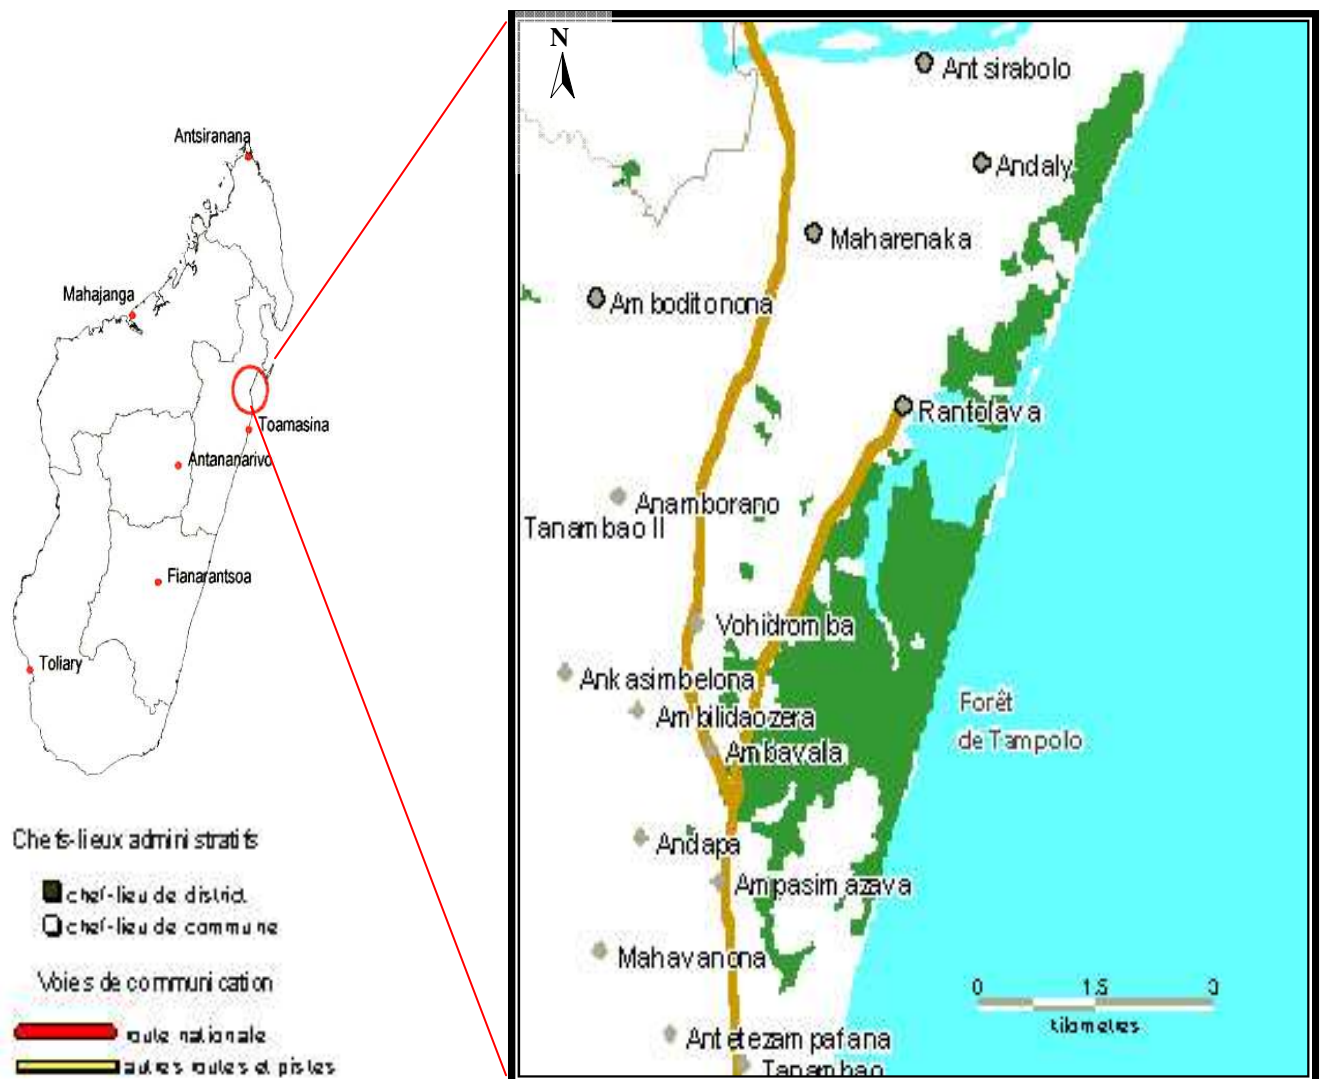 Antsiranana
Mahajanga
Toamasina
Antananarivo
Fianarantsoa
Toliary
Chefs-lieux administratifs
chef-lieu de district
chef-lieu de commune
Voies de communication
route nationale
autres routes et pistes
N
Antsirabolo
Andaly
Maharenaka
Amboditonona
Rantolava
Anamborano
Tanambao II
Vohidromba
Ankasimbelona
Ambilidaozera
Ambavala
Forêt
de Tampolo
Andapa
Ampasimazava
Mahavanona
0 1.5 3
kilometres
Antetezampafana
Tanambao